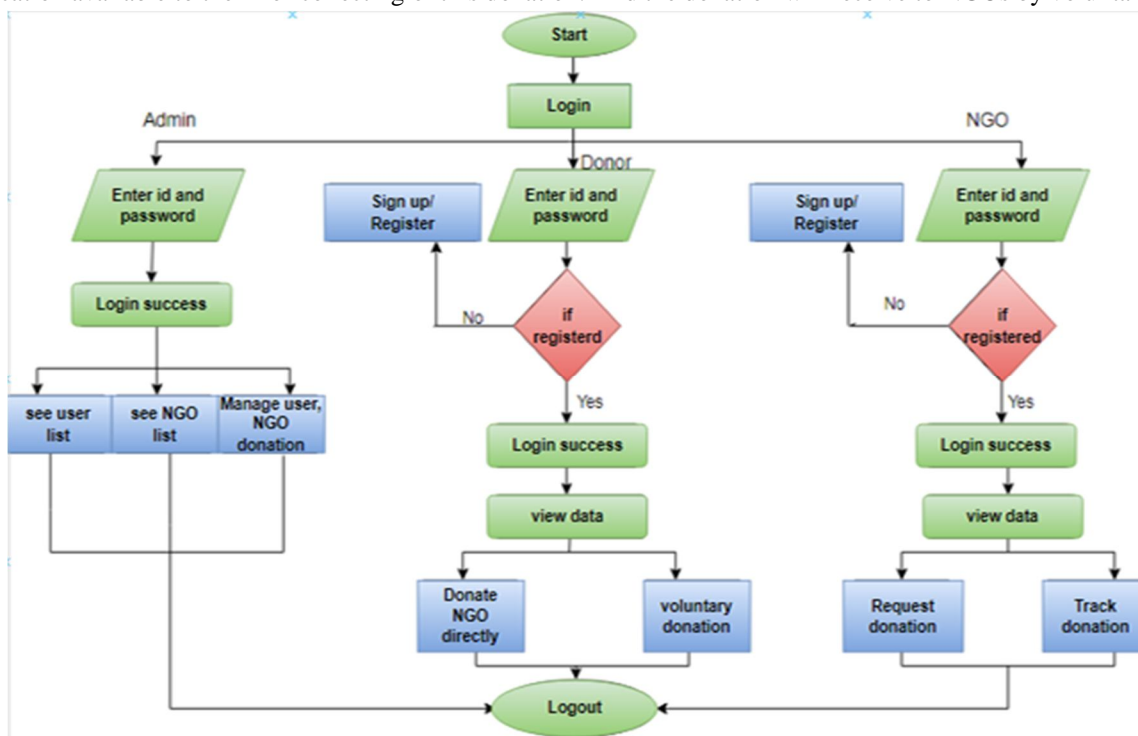 Start
Login
Admin
NGO
Donor
Enter id and
password
Sign up/
Register
Enter id and
password
Sign up/
Register
Enter id and
password
Login success
No
if
registerd
No
if
registered
see user
list
see NGO
list
Manage user,
NGO
donation
Yes
Yes
Login success
Login success
view data
view data
Donate
NGO
directly
voluntary
donation
Request
donation
Track
donation
Logout